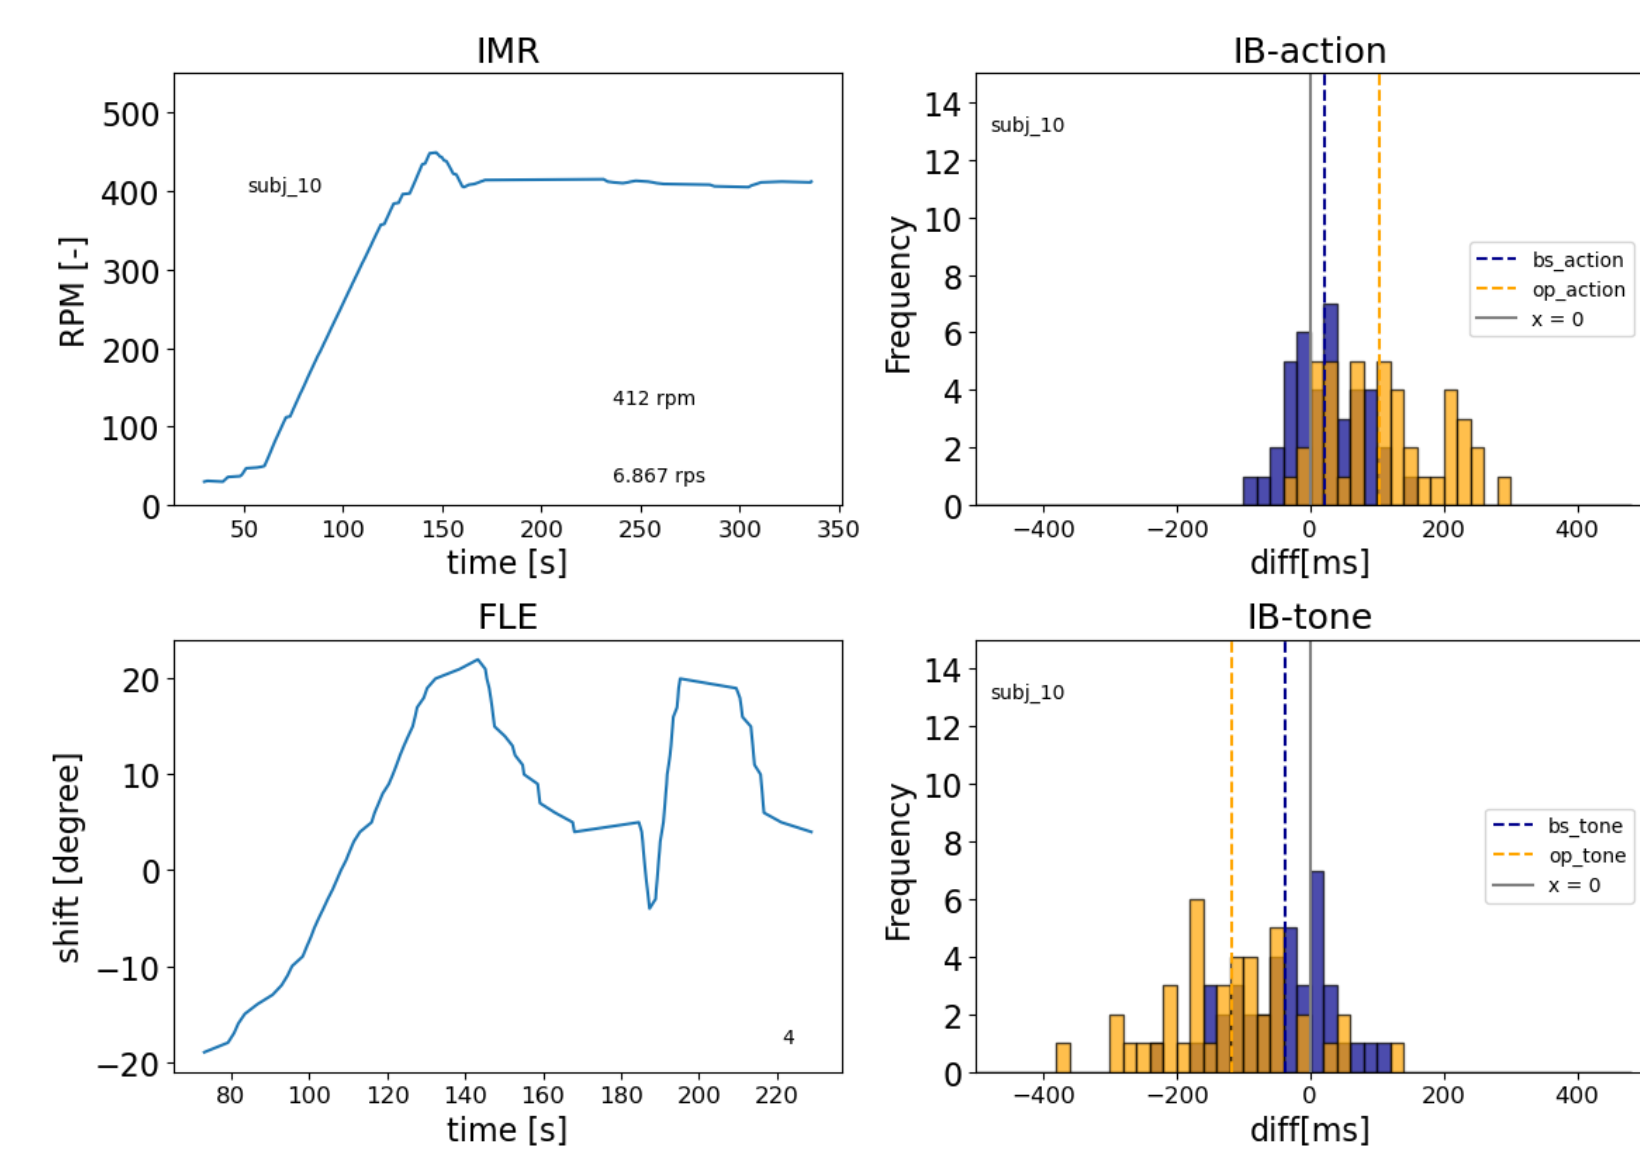 IMR
500
400
300
200
100
0
RPM [-]
subj_10
412 rpm
6.867 rps
50 100 150 200 250 300 350
time [s]
IB-action
14
12
10
8
6
4
2
0
Frequency
subj_10
bs_action
op_action
x = 0
−400 −200 0 200 400
diff[ms]
FLE
20
10
0
−10
−20
shift [degree]
4
80 100 120 140 160 180 200 220
time [s]
IB-tone
14
12
10
8
6
4
2
0
Frequency
subj_10
bs_tone
op_tone
x = 0
−400 −200 0 200 400
diff[ms]